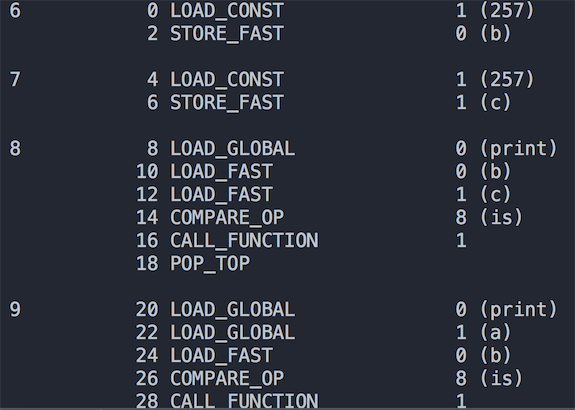 6 0 LOAD_CONST 1 (257)
2 STORE_FAST 0 (b)
7 4 LOAD_CONST 1 (257)
6 STORE_FAST 1 (c)
8 8 LOAD_GLOBAL 0 (print)
10 LOAD_FAST 0 (b)
12 LOAD_FAST 1 (c)
14 COMPARE_OP 8 (is)
16 CALL_FUNCTION 1
18 POP_TOP
9 20 LOAD_GLOBAL 0 (print)
22 LOAD_GLOBAL 1 (a)
24 LOAD_FAST 0 (b)
26 COMPARE_OP 8 (is)
28 CALL_FUNCTION 1